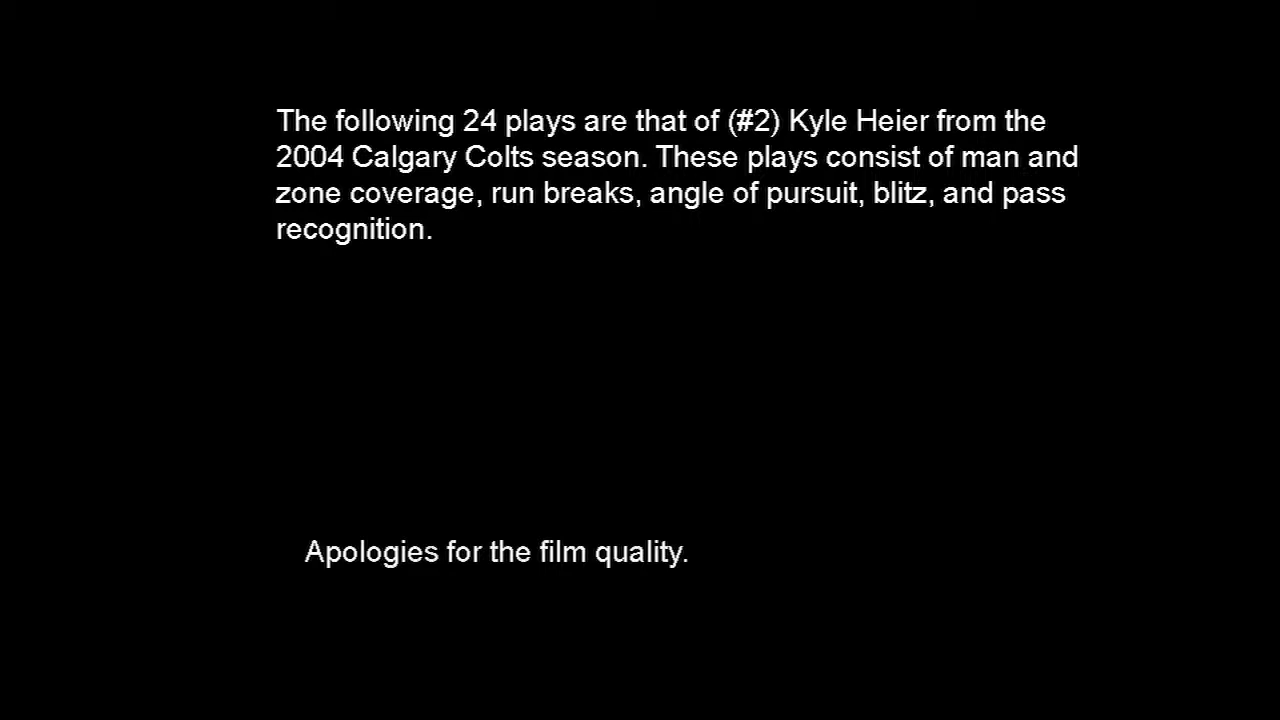 The following 24 plays are that of (#2) Kyle Heier from the
2004 Calgary Colts season. These plays consist of man and
zone coverage, run breaks, angle of pursuit, blitz, and pass
recognition.
Apologies for the film quality.